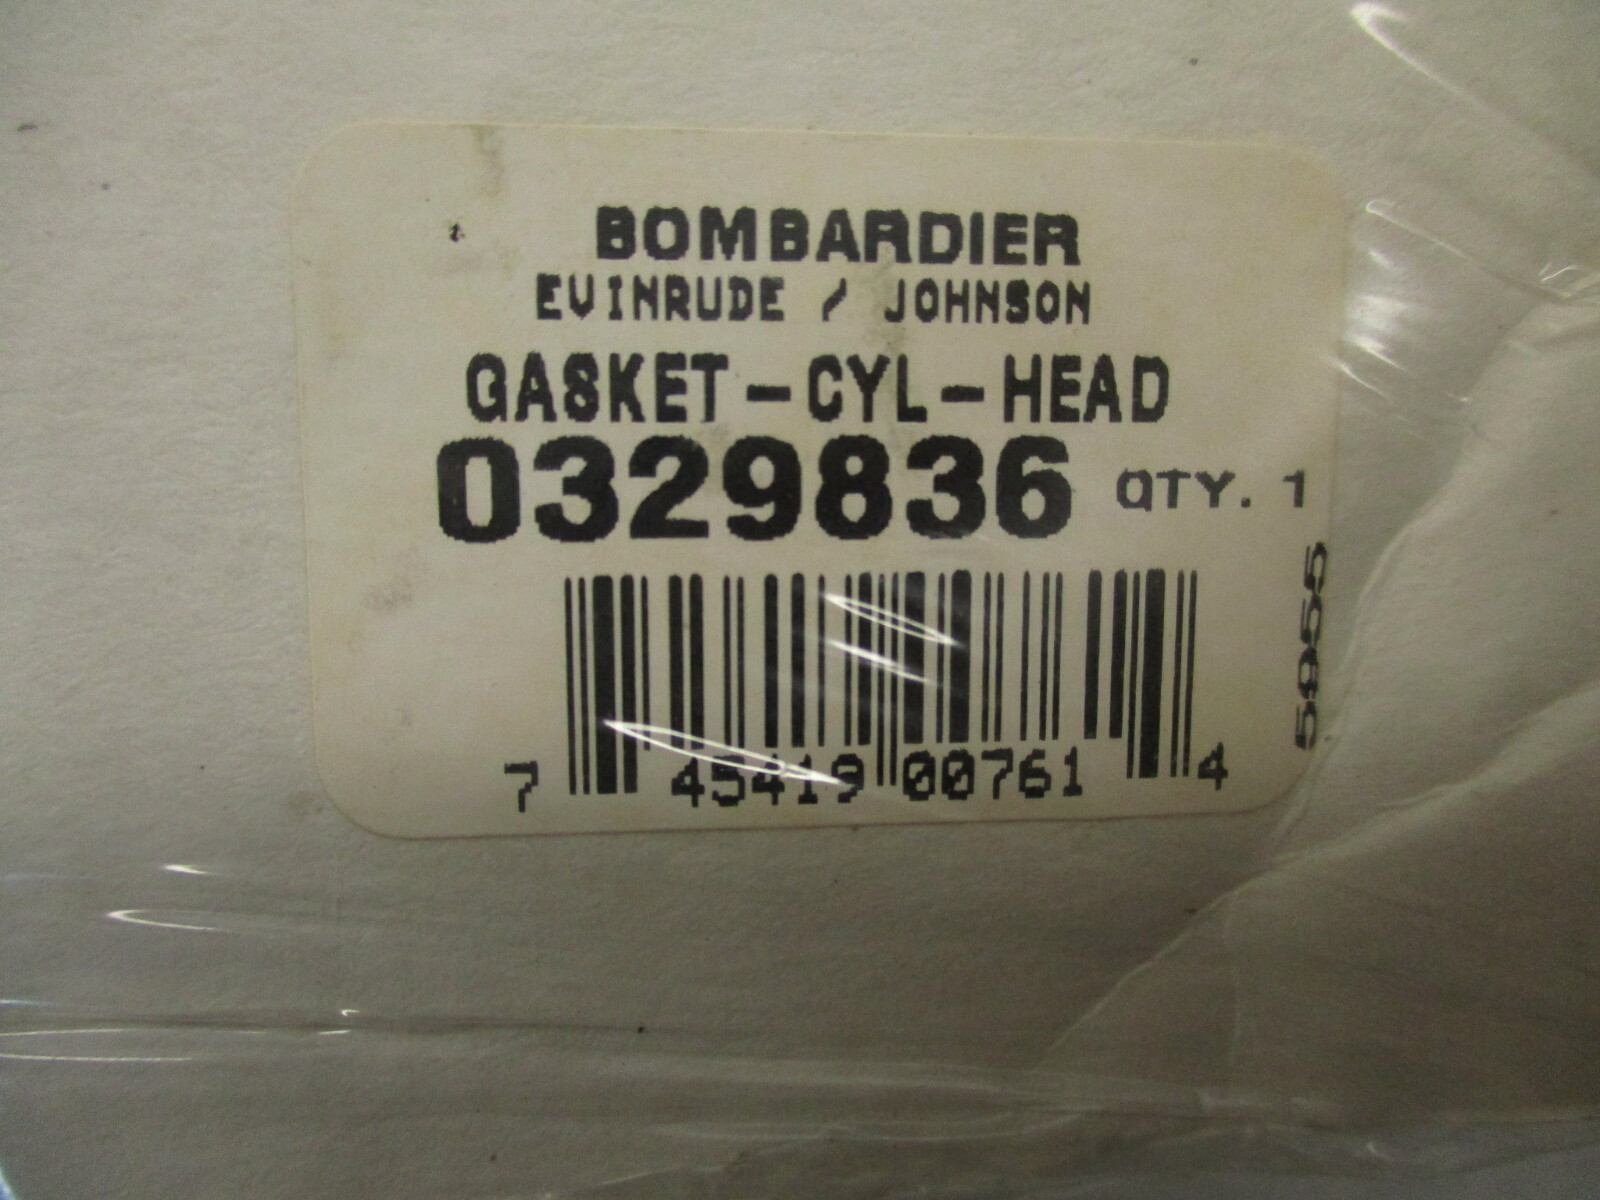 BOMBARDIER
EVINRUDE / JOHNSON
GASKET-CYL-HEAD
0329836 QTY. 1
5955
7 45419 00761 4